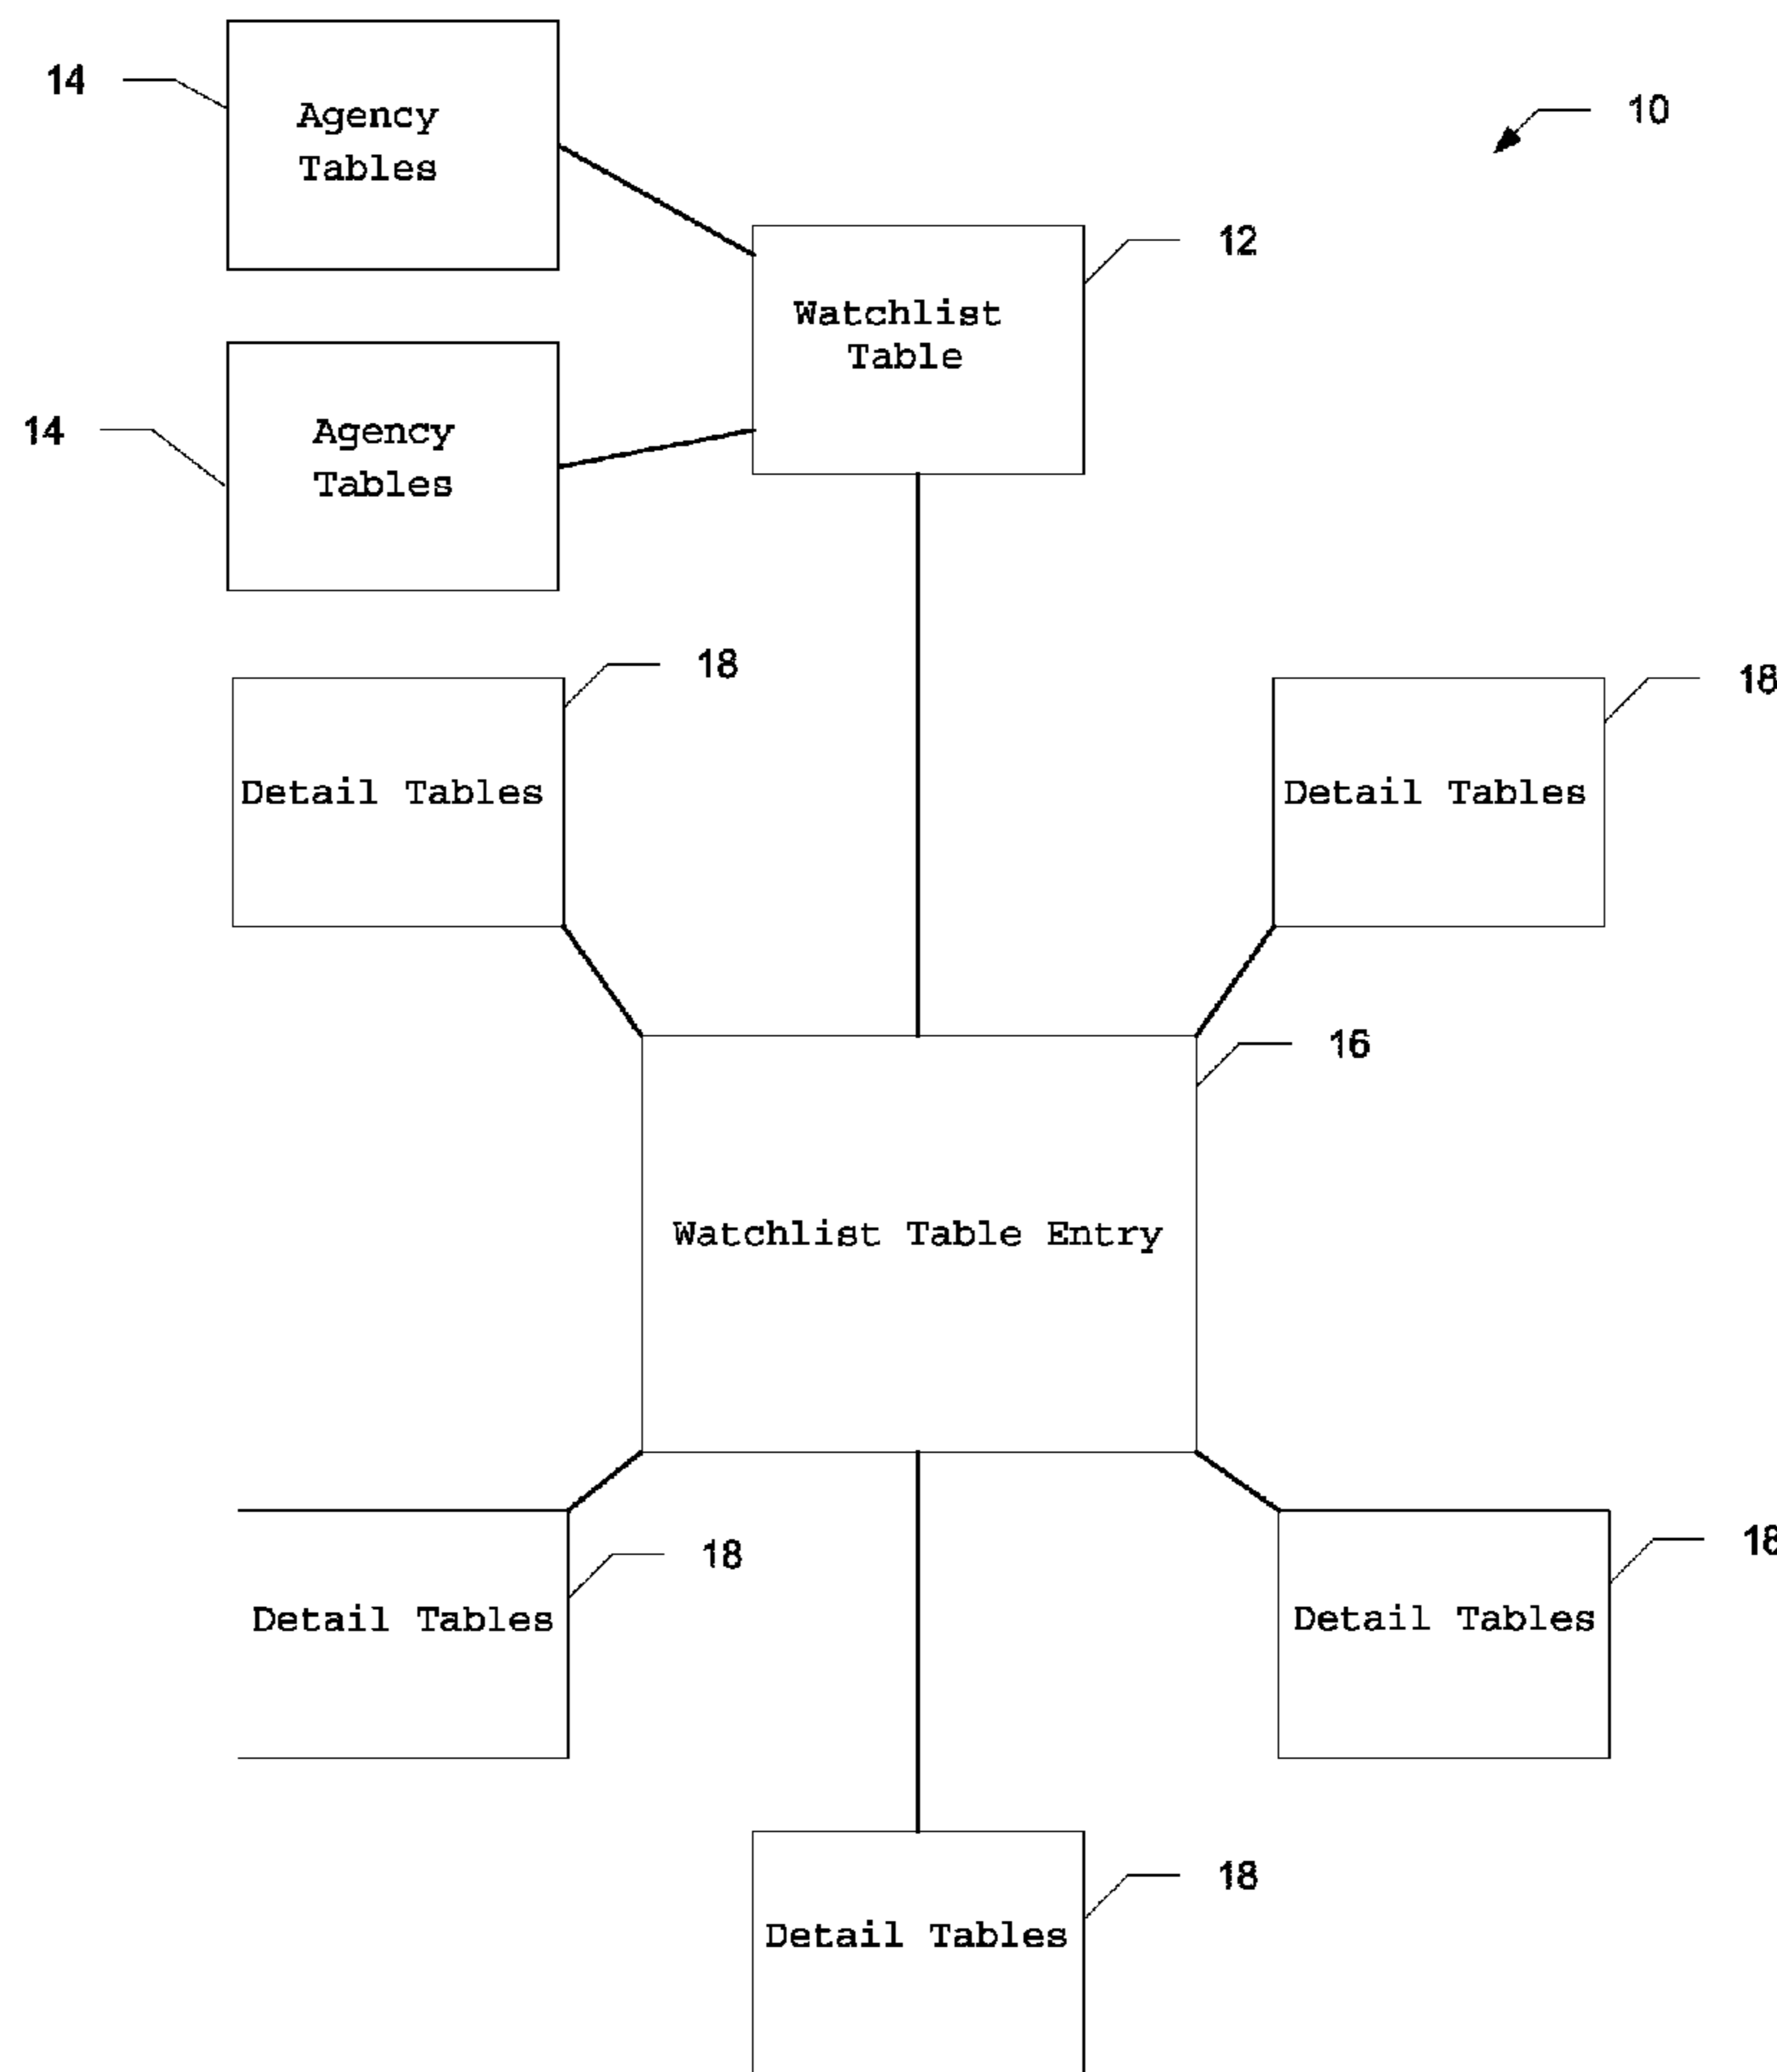 14
Agency
Tables
10
12
Watchlist
Table
14
Agency
Tables
18
18
Detail Tables
Detail Tables
16
Watchlist Table Entry
18
18
Detail Tables
Detail Tables
18
Detail Tables